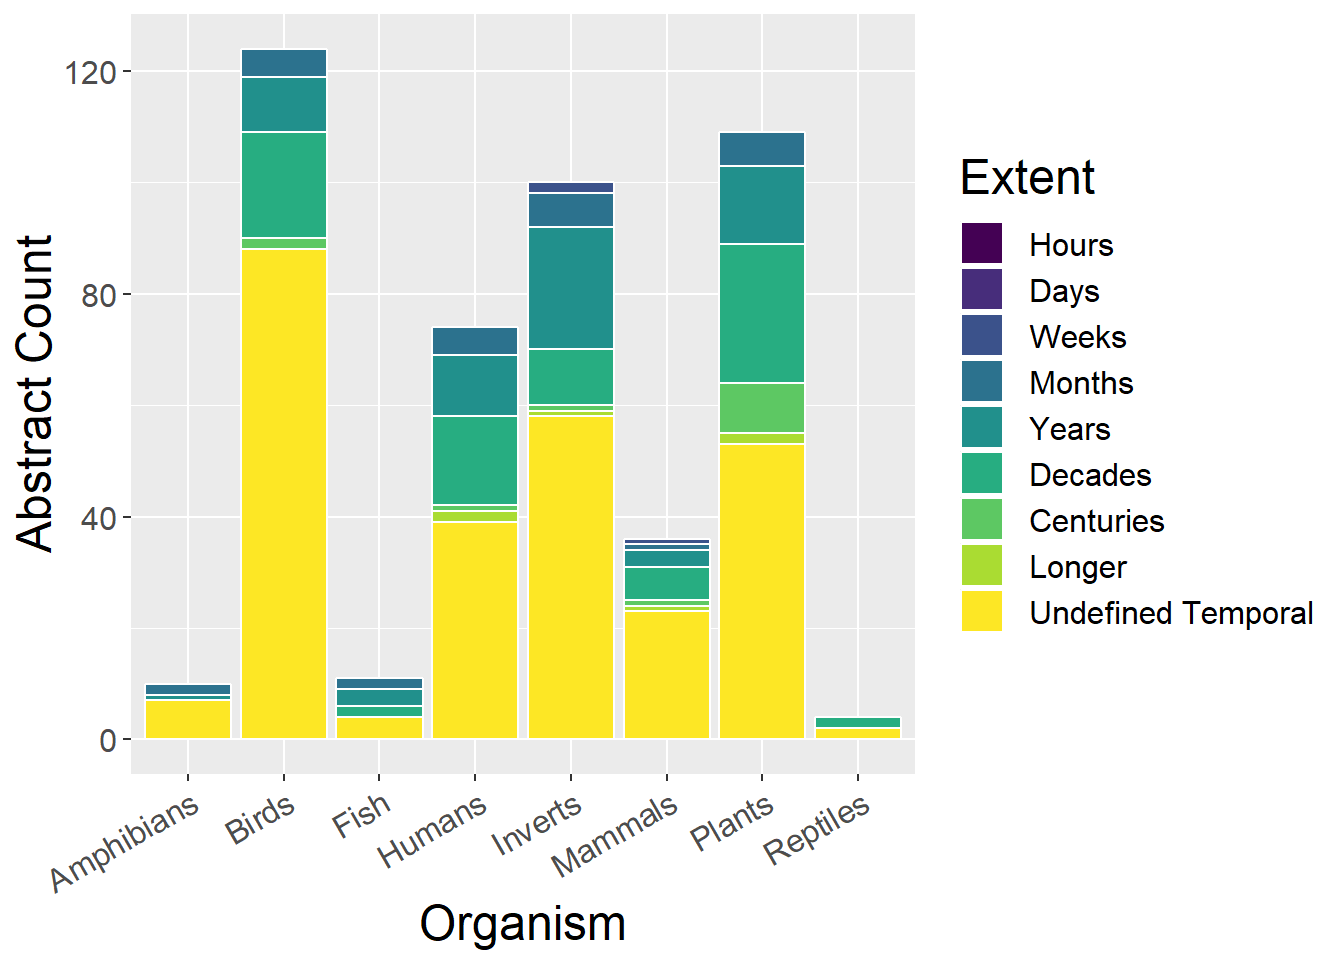 Abstract Count
120
80
40
0
Amphibians
Birds
Fish
Humans
Inverts
Mammals
Plants
Reptiles
Organism
Extent
Hours
Days
Weeks
Months
Years
Decades
Centuries
Longer
Undefined Temporal